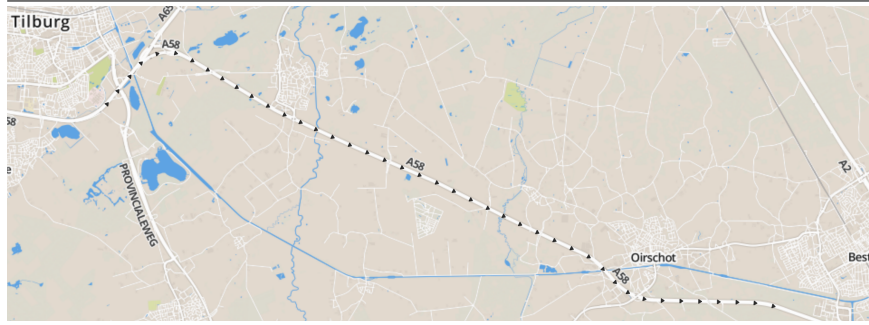 Tilburg
A65
A58
58
e
PROVINCIALEWEG
A58
A2
Oirschot
Best
A58